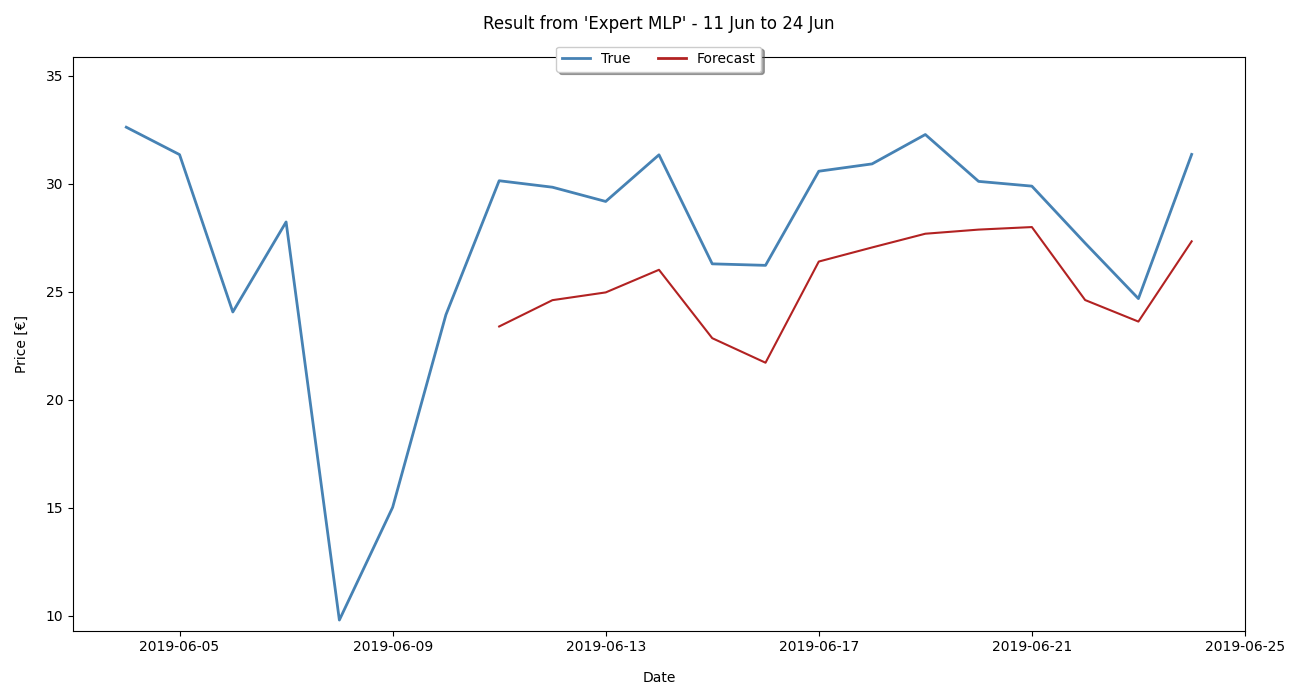 Result from 'Expert MLP' - 11 Jun to 24 Jun
True Forecast
35
30
25
20
15
10
Price [€]
2019-06-05 2019-06-09 2019-06-13 2019-06-17 2019-06-21 2019-06-25
Date